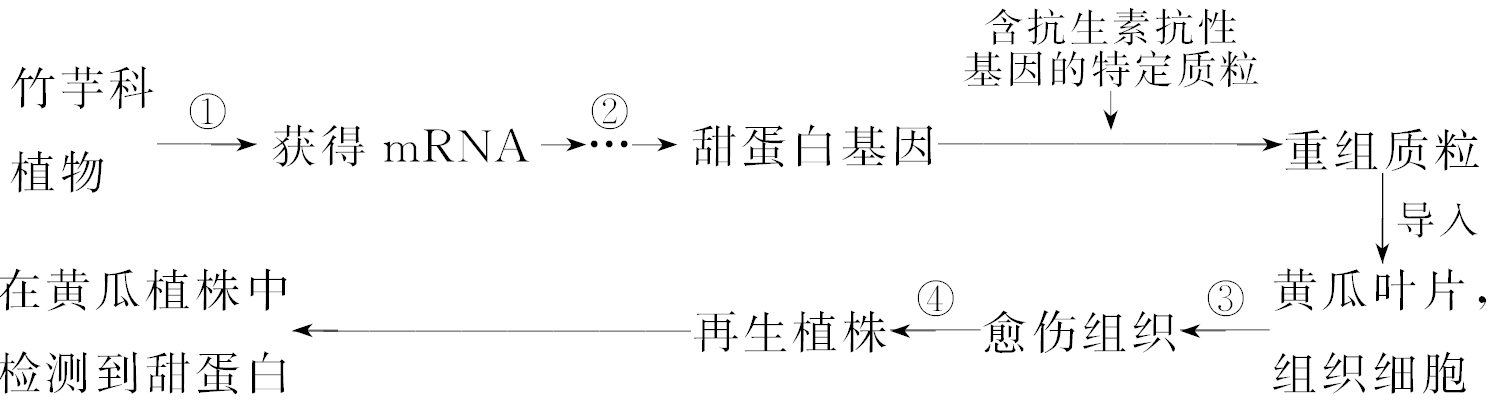 含抗生素抗性
基因的特定质粒
竹芋科
植物
①
获得 mRNA
②
…
甜蛋白基因
重组质粒
导入
黄瓜叶片，
组织细胞
③
愈伤组织
④
再生植株
在黄瓜植株中
检测到甜蛋白